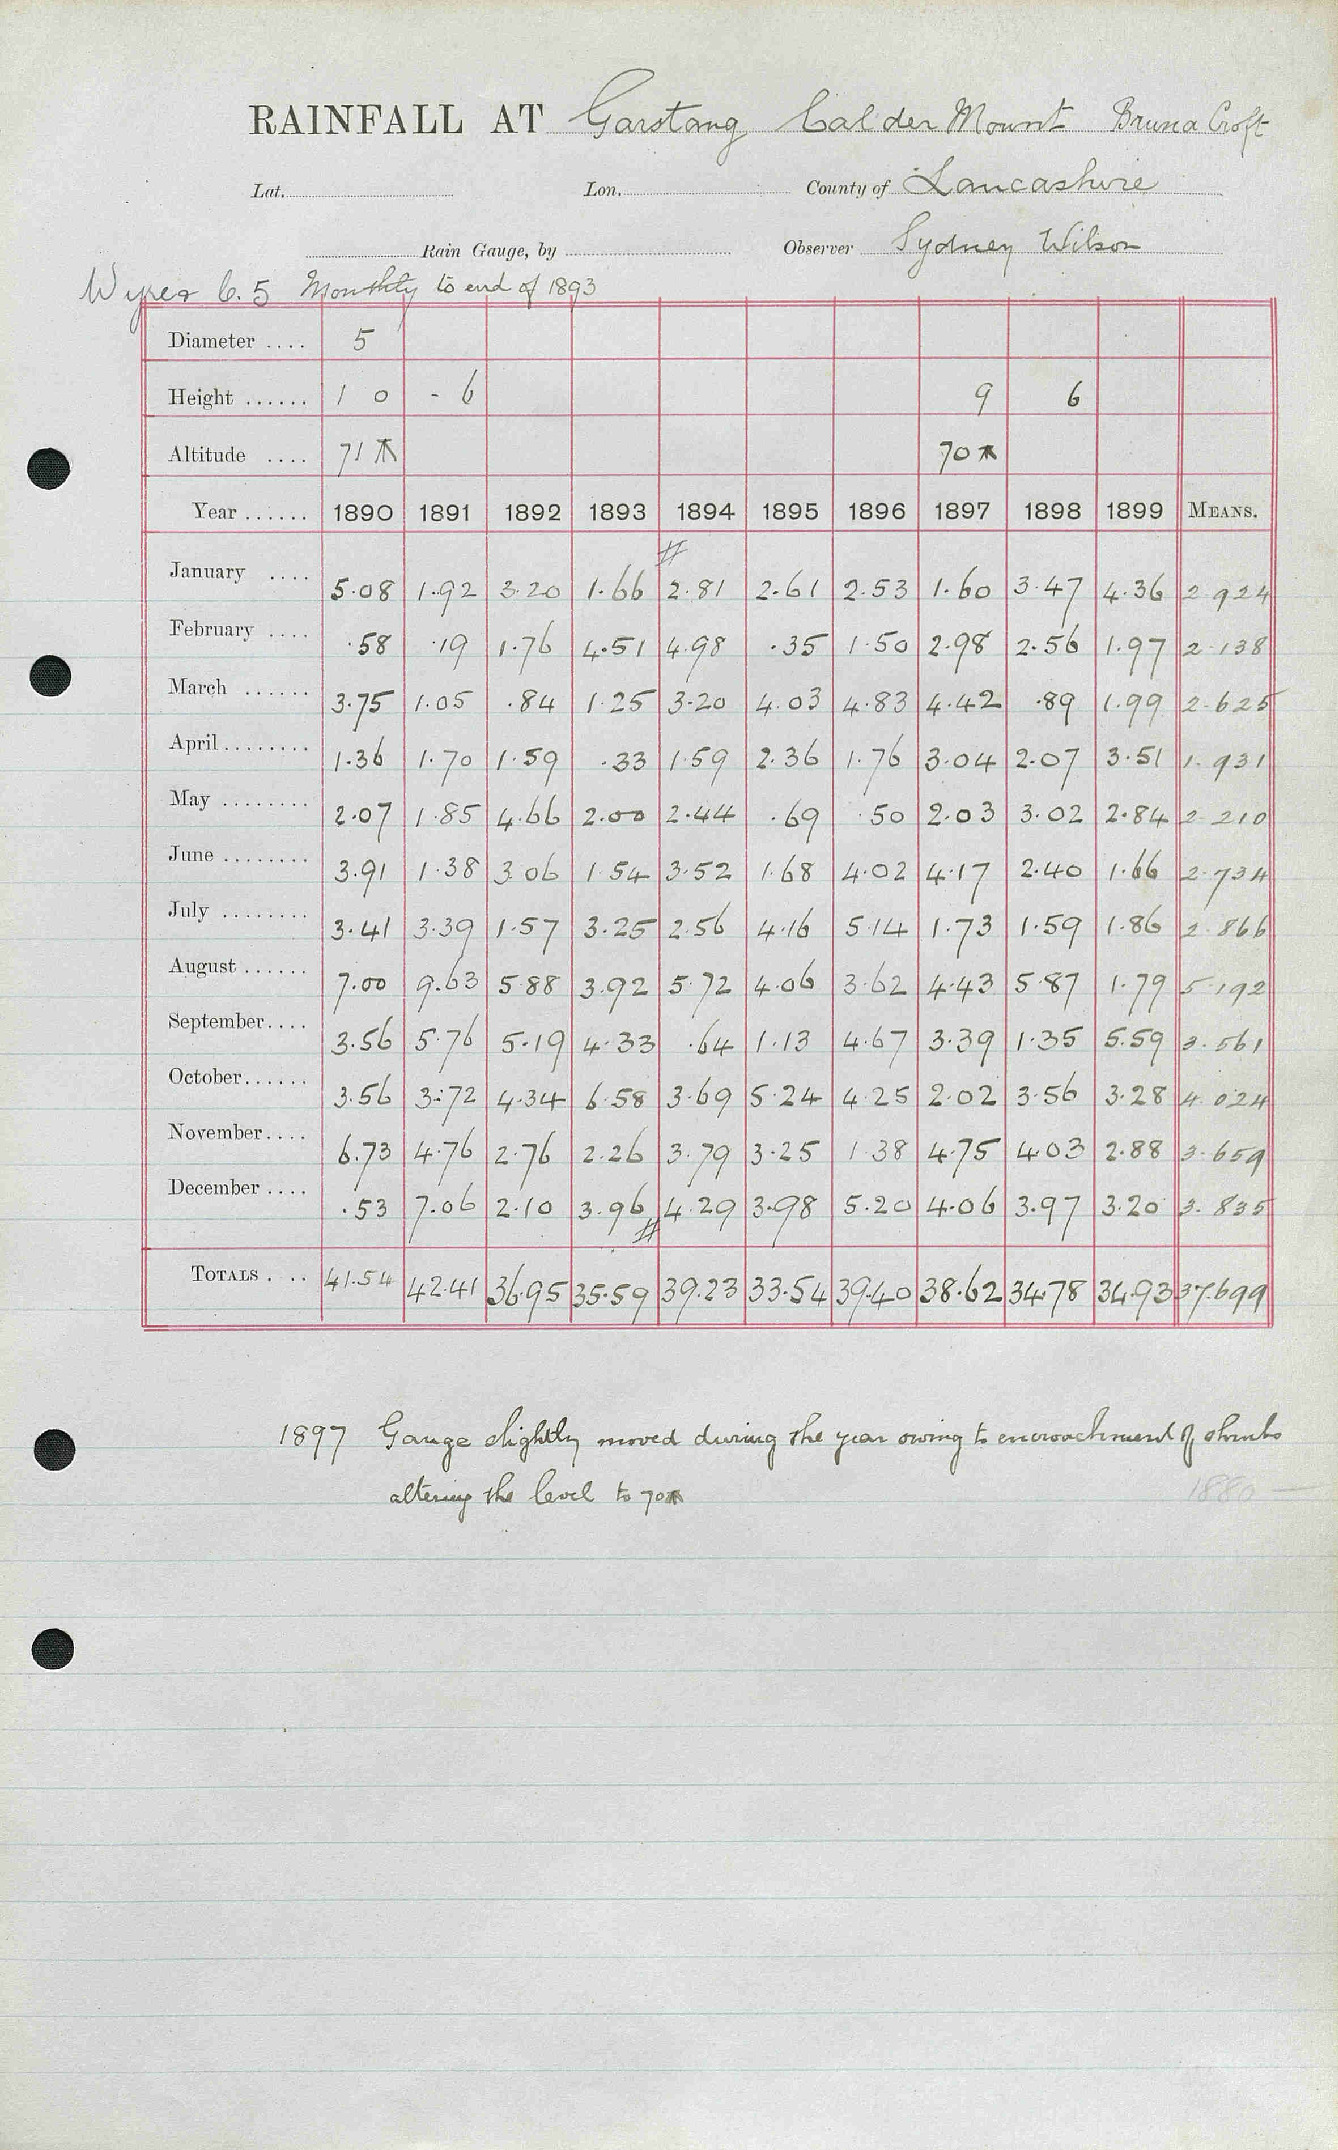 RAINFALL AT Garstang Calder Mount Bruna Croft
Lat. Lon. County of Lancashire
Rain Gauge, by Observer Sydney Wilson
6. 5 Monthly to end of 1893
Diameter .... 5
Height ...... 1 0 - 6 9 6
Altitude .... 71 70
Year ...... 1890 1891 1892 1893 1894 1895 1896 1897 1898 1899 MEANS.
#
January .... 5.08 1.92 3.20 1.66 2.81 2.61 2.53 1.60 3.47 4.36 2.924
February .... .58 .19 1.76 4.51 4.98 .35 1.50 2.98 2.56 1.97 2.138
March ...... 3.75 1.05 .84 1.25 3.20 4.03 4.83 4.42 .89 1.99 2.625
April ........ 1.36 1.70 1.59 .33 1.59 2.36 1.76 3.04 2.07 3.51 1.931
May ........ 2.07 1.85 4.66 2.00 2.44 .69 .50 2.03 3.02 2.84 2.210
June ........ 3.91 1.38 3.06 1.54 3.52 1.68 4.02 4.17 2.40 1.66 2.734
July ........ 3.41 3.39 1.57 3.25 2.56 4.16 5.14 1.73 1.59 1.86 2.866
August ...... 7.00 9.63 5.88 3.92 5.72 4.06 3.62 4.43 5.87 1.79 5.192
September.... 3.56 5.76 5.19 4.33 .64 1.13 4.67 3.39 1.35 5.59 3.561
October...... 3.56 3.72 4.34 6.58 3.69 5.24 4.25 2.02 3.56 3.28 4.024
November.... 6.73 4.76 2.76 2.26 3.79 3.25 1.38 4.75 4.03 2.88 3.659
December .... .53 7.06 2.10 3.96 4.29 3.98 5.20 4.06 3.97 3.20 3.835
#
TOTALS . .. 41.54 42.41 36.95 35.59 39.23 33.54 39.40 38.62 34.78 34.93 37.699
1897 Gauge slightly moved during the year owing to encroachment of shrubs
altering the level to 70
1880 —